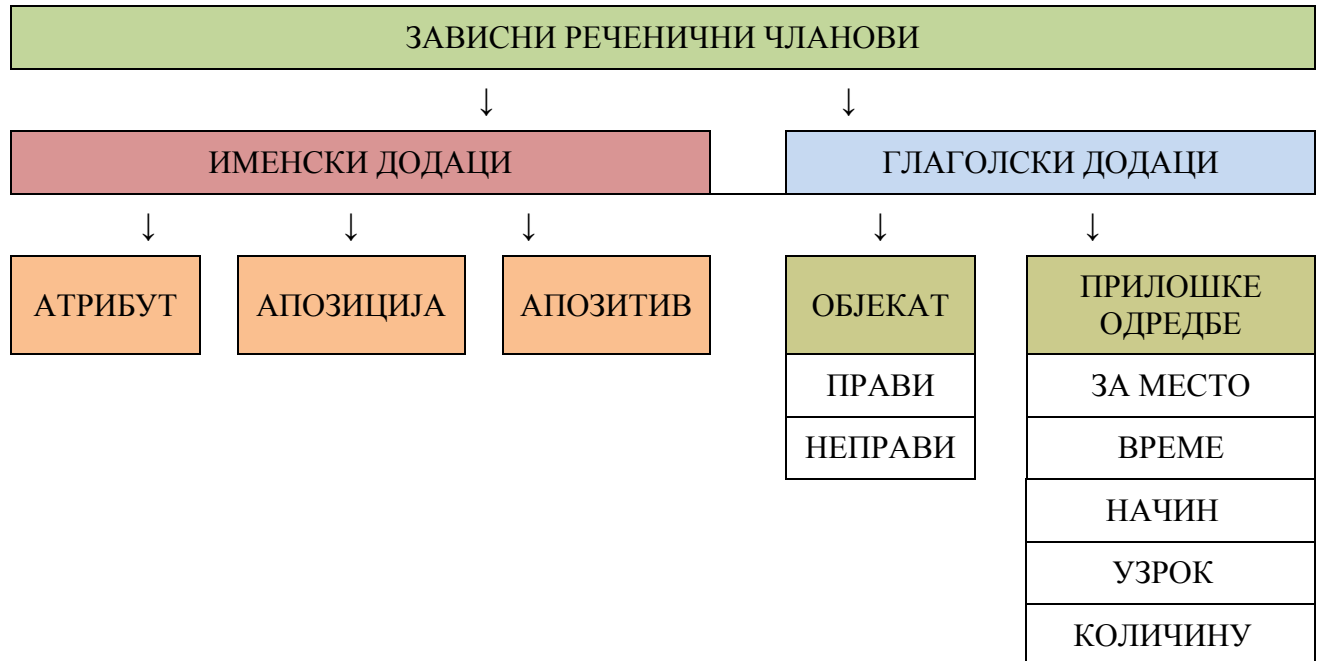 ЗАВИСНИ РЕЧЕНИЧНИ ЧЛАНОВИ
↓ ↓
ИМЕНСКИ ДОДАЦИ
ГЛАГОЛСКИ ДОДАЦИ
↓ ↓ ↓ ↓ ↓
АТРИБУТ
АПОЗИЦИЈА
АПОЗИТИВ
ОБЈЕКАТ
ПРИЛОШКЕ
ОДРЕДБЕ
ПРАВИ
ЗА МЕСТО
НЕПРАВИ
ВРЕМЕ
НАЧИН
УЗРОК
КОЛИЧИНУ